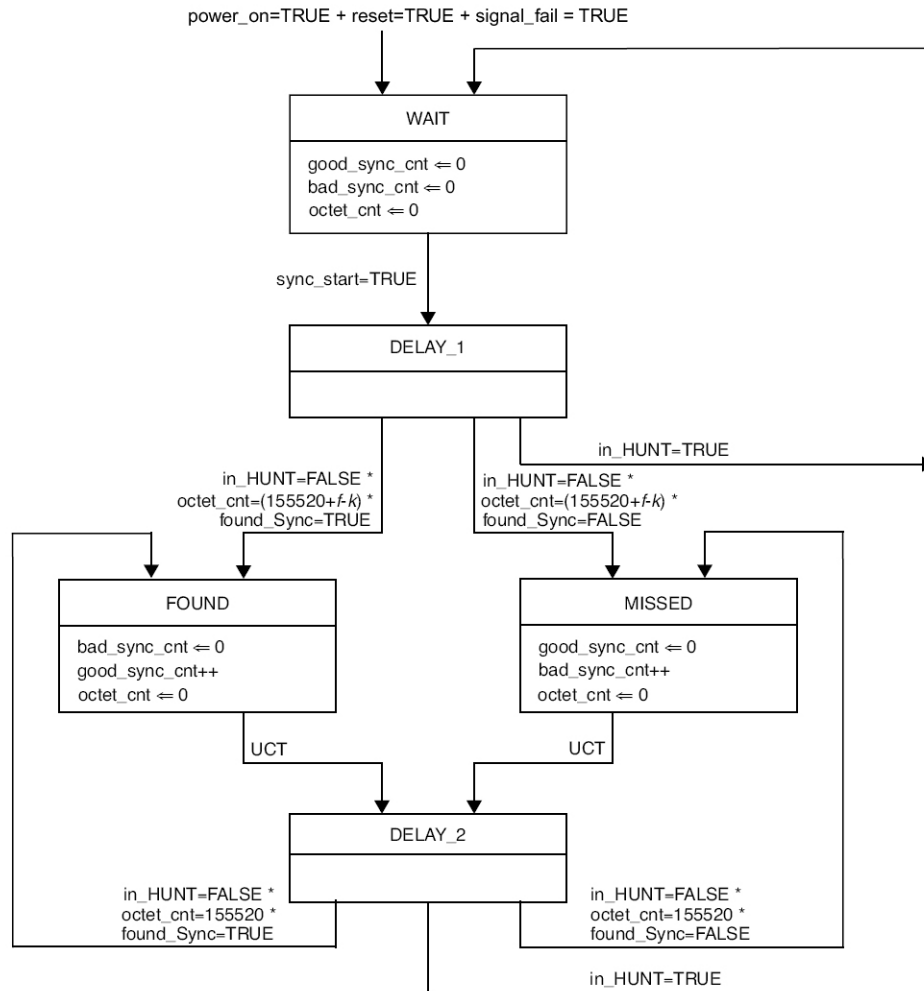 power_on=TRUE + reset=TRUE + signal_fail = TRUE
WAIT
good_sync_cnt ⇐ 0
bad_sync_cnt ⇐ 0
octet_cnt ⇐ 0
sync_start=TRUE
DELAY_1
in_HUNT=TRUE
in_HUNT=FALSE *
octet_cnt=(155520+f-k) *
found_Sync=TRUE
in_HUNT=FALSE *
octet_cnt=(155520+f-k) *
found_Sync=FALSE
FOUND
bad_sync_cnt ⇐ 0
good_sync_cnt++
octet_cnt ⇐ 0
MISSED
good_sync_cnt ⇐ 0
bad_sync_cnt++
octet_cnt ⇐ 0
UCT
UCT
DELAY_2
in_HUNT=FALSE *
octet_cnt=155520 *
found_Sync=TRUE
in_HUNT=FALSE *
octet_cnt=155520 *
found_Sync=FALSE
in_HUNT=TRUE